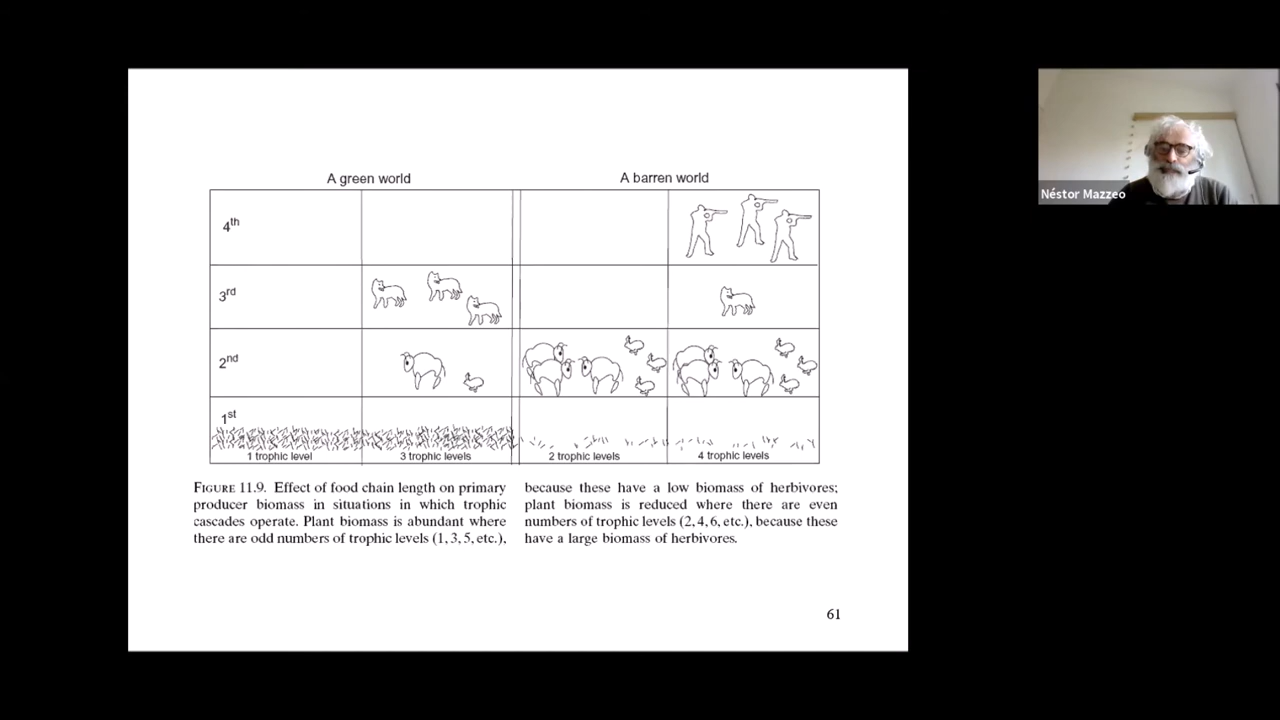 A green world
A barren world
4th
3rd
2nd
1st
1 trophic level
3 trophic levels
2 trophic levels
4 trophic levels
FIGURE 11.9. Effect of food chain length on primary
producer biomass in situations in which trophic
cascades operate. Plant biomass is abundant where
there are odd numbers of trophic levels (1, 3, 5, etc.),
because these have a low biomass of herbivores;
plant biomass is reduced where there are even
numbers of trophic levels (2, 4, 6, etc.), because these
have a large biomass of herbivores.
61
Néstor Mazzeo